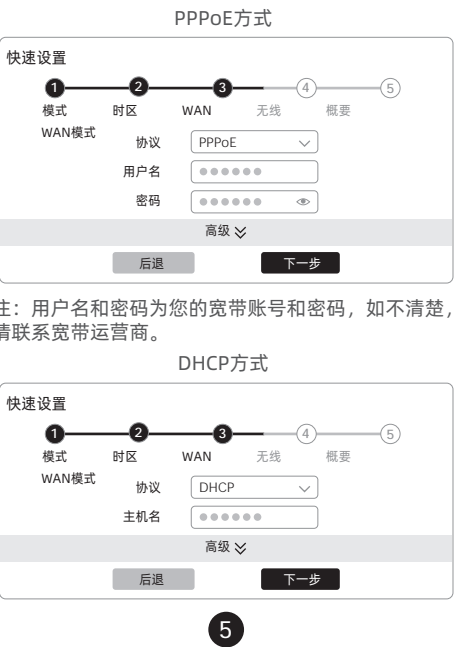 PPPoE方式
快速设置
1 2 3 4 5
模式 时区 WAN 无线 概要
WAN模式
协议 PPPoE
用户名
密码
高级
后退 下一步
注：用户名和密码为您的宽带账号和密码，如不清楚，
请联系宽带运营商。
DHCP方式
快速设置
1 2 3 4 5
模式 时区 WAN 无线 概要
WAN模式
协议 DHCP
主机名
高级
后退 下一步
5